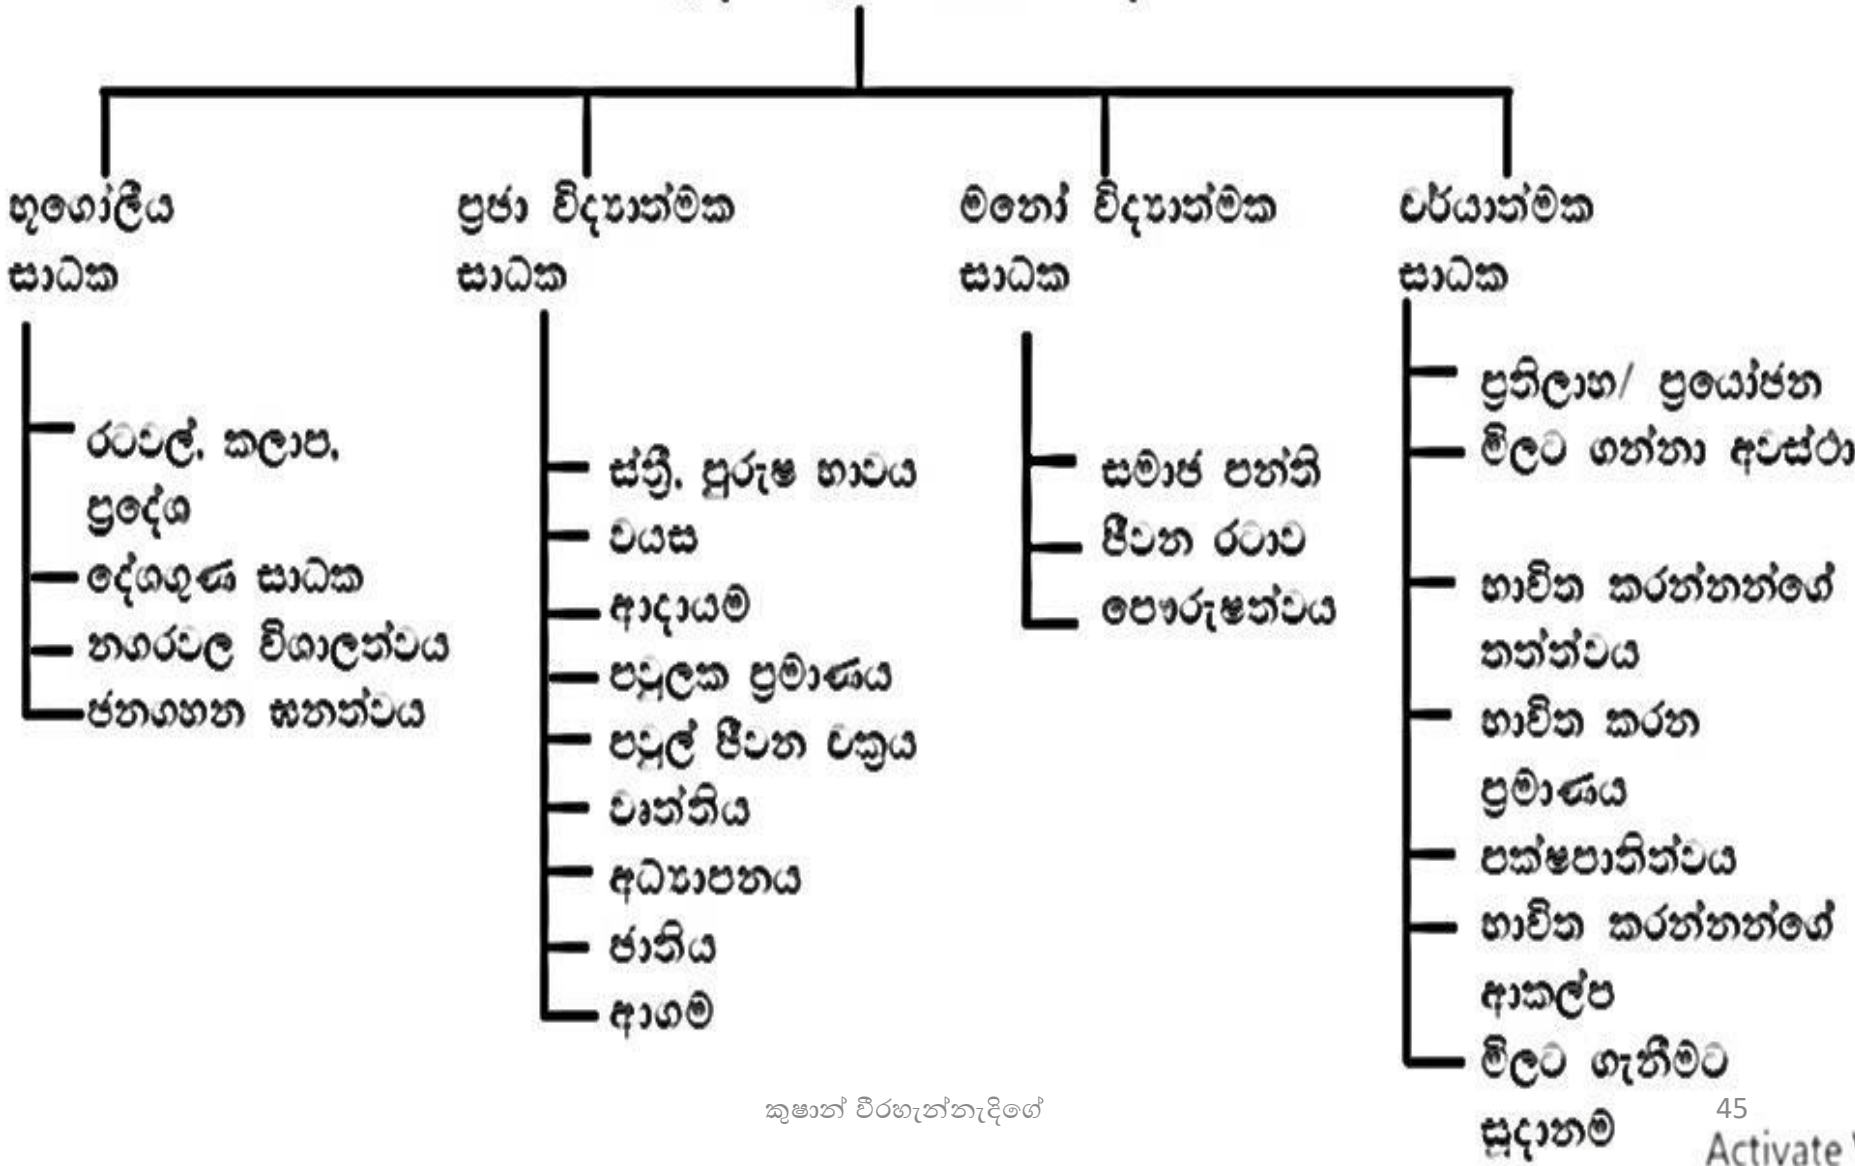 භූගෝලීය
සාධක
රටවල්, කලාප,
ප්‍රදේශ
දේශගුණ සාධක
නගරවල විශාලත්වය
ජනගහන ඝනත්වය
ප්‍රජා විද්‍යාත්මක
සාධක
ස්ත්‍රී, පුරුෂ භාවය
වයස
ආදායම
පවුලක ප්‍රමාණය
පවුල් ජීවන චක්‍රය
වෘත්තිය
අධ්‍යාපනය
ජාතිය
ආගම
මනෝ විද්‍යාත්මක
සාධක
සමාජ පන්ති
ජීවන රටාව
පෞරුෂත්වය
චර්යාත්මක
සාධක
ප්‍රතිලාභ/ ප්‍රයෝජන
මිලට ගන්නා අවස්ථා
භාවිත කරන්නන්ගේ
තත්ත්වය
භාවිත කරන
ප්‍රමාණය
පක්ෂපාතිත්වය
භාවිත කරන්නන්ගේ
ආකල්ප
මිලට ගැනීමට
සූදානම
කුෂාන් වීරහැන්නැදිගේ
45
Activate